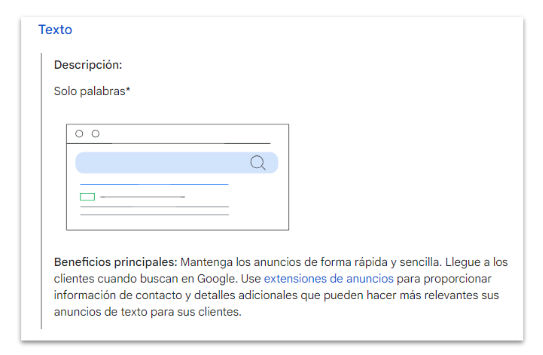 Texto
Descripción:
Solo palabras*
Beneficios principales: Mantenga los anuncios de forma rápida y sencilla. Llegue a los
clientes cuando buscan en Google. Use extensiones de anuncios para proporcionar
información de contacto y detalles adicionales que pueden hacer más relevantes sus
anuncios de texto para sus clientes.